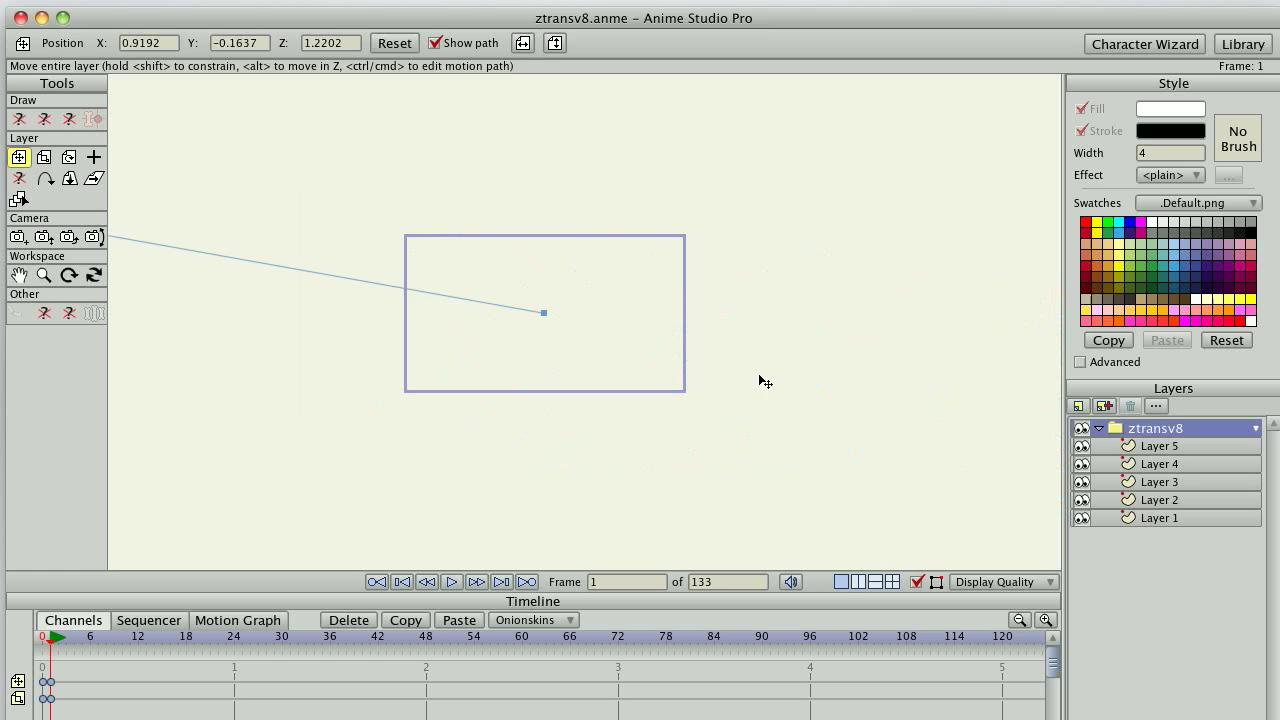 ztransv8.anme – Anime Studio Pro
Position X: 0.9192 Y: -0.1637 Z: 1.2202 Reset Show path Character Wizard Library
Move entire layer (hold <shift> to constrain, <alt> to move in Z, <ctrl/cmd> to edit motion path) Frame: 1
Tools
Draw
Layer
Camera
Workspace
Other
Style
Fill
Stroke
No Brush
Width 4
Effect <plain> ...
Swatches .Default.png
Copy Paste Reset
Advanced
Layers
...
ztransv8
Layer 5
Layer 4
Layer 3
Layer 2
Layer 1
Frame 1 of 133 Display Quality
Timeline
Channels Sequencer Motion Graph Delete Copy Paste Onionskins
0 6 12 18 24 30 36 42 48 54 60 66 72 78 84 90 96 102 108 114 120
0 1 2 3 4 5